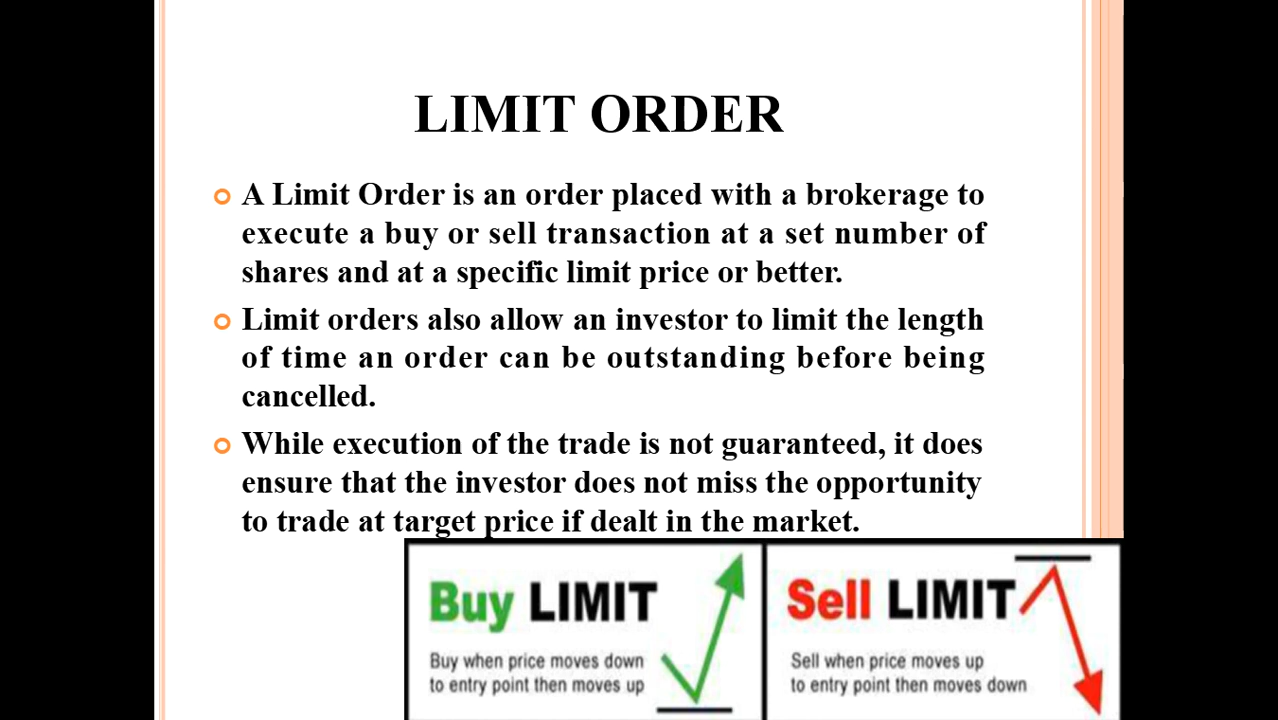 LIMIT ORDER
A Limit Order is an order placed with a brokerage to
execute a buy or sell transaction at a set number of
shares and at a specific limit price or better.
Limit orders also allow an investor to limit the length
of time an order can be outstanding before being
cancelled.
While execution of the trade is not guaranteed, it does
ensure that the investor does not miss the opportunity
to trade at target price if dealt in the market.
Buy LIMIT
Buy when price moves down
to entry point then moves up
Sell LIMIT
Sell when price moves up
to entry point then moves down